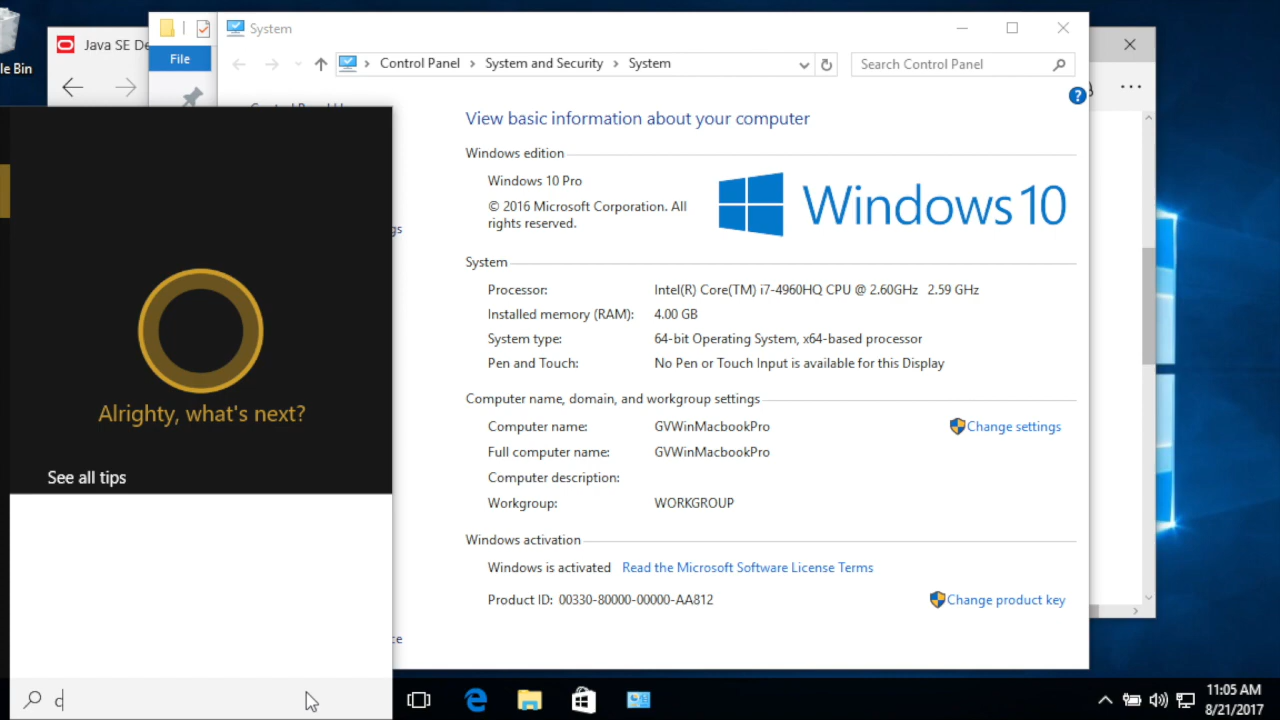 le Bin
Java SE De
File
System
Control Panel
System and Security
System
Search Control Panel
View basic information about your computer
Windows edition
Windows 10 Pro
© 2016 Microsoft Corporation. All
rights reserved.
Windows 10
gs
System
Processor: Intel(R) Core(TM) i7-4960HQ CPU @ 2.60GHz 2.59 GHz
Installed memory (RAM): 4.00 GB
System type: 64-bit Operating System, x64-based processor
Pen and Touch: No Pen or Touch Input is available for this Display
Computer name, domain, and workgroup settings
Computer name: GVWinMacbookPro
Change settings
Full computer name: GVWinMacbookPro
Computer description:
Workgroup: WORKGROUP
Windows activation
Windows is activated Read the Microsoft Software License Terms
Product ID: 00330-80000-00000-AA812
Change product key
ce
Alrighty, what's next?
See all tips
c
11:05 AM
8/21/2017